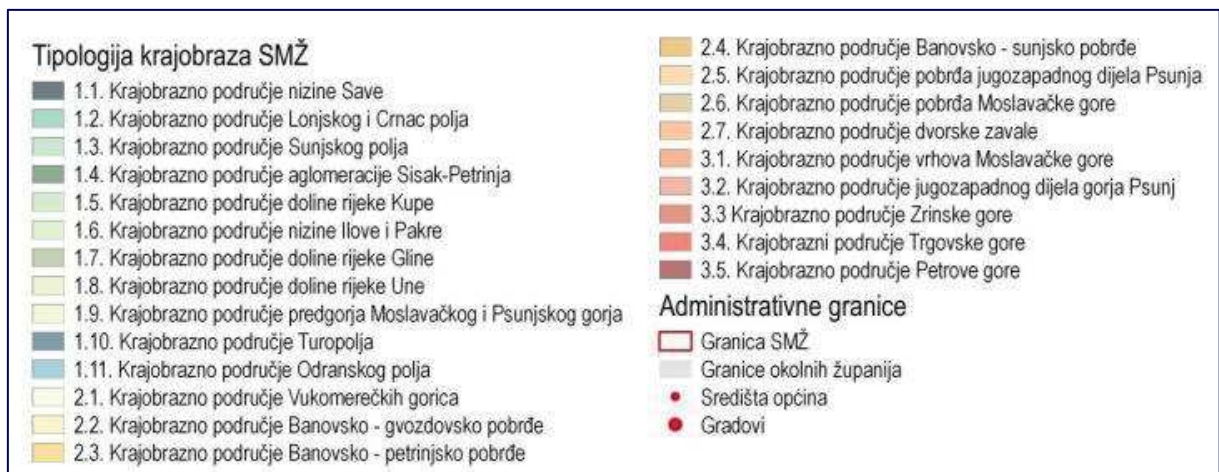 Tipologija krajobraza SMŽ
1.1. Krajobrazno područje nizine Save
1.2. Krajobrazno područje Lonjskog i Crnac polja
1.3. Krajobrazno područje Sunjskog polja
1.4. Krajobrazno područje aglomeracije Sisak-Petrinja
1.5. Krajobrazno područje doline rijeke Kupe
1.6. Krajobrazno područje nizine Ilove i Pakre
1.7. Krajobrazno područje doline rijeke Gline
1.8. Krajobrazno područje doline rijeke Une
1.9. Krajobrazno područje predgorja Moslavačkog i Psunjskog gorja
1.10. Krajobrazno područje Turopolja
1.11. Krajobrazno područje Odranskog polja
2.1. Krajobrazno područje Vukomerečkih gorica
2.2. Krajobrazno područje Banovsko - gvozdovsko pobrđe
2.3. Krajobrazno područje Banovsko - petrinjsko pobrđe
2.4. Krajobrazno područje Banovsko - sunjsko pobrđe
2.5. Krajobrazno područje pobrđa jugozapadnog dijela Psunja
2.6. Krajobrazno područje pobrđa Moslavačke gore
2.7. Krajobrazno područje dvorske zavale
3.1. Krajobrazno područje vrhova Moslavačke gore
3.2. Krajobrazno područje jugozapadnog dijela gorja Psunj
3.3 Krajobrazno područje Zrinske gore
3.4. Krajobrazni područje Trgovske gore
3.5. Krajobrazno područje Petrove gore
Administrativne granice
Granica SMŽ
Granice okolnih županija
Središta općina
Gradovi